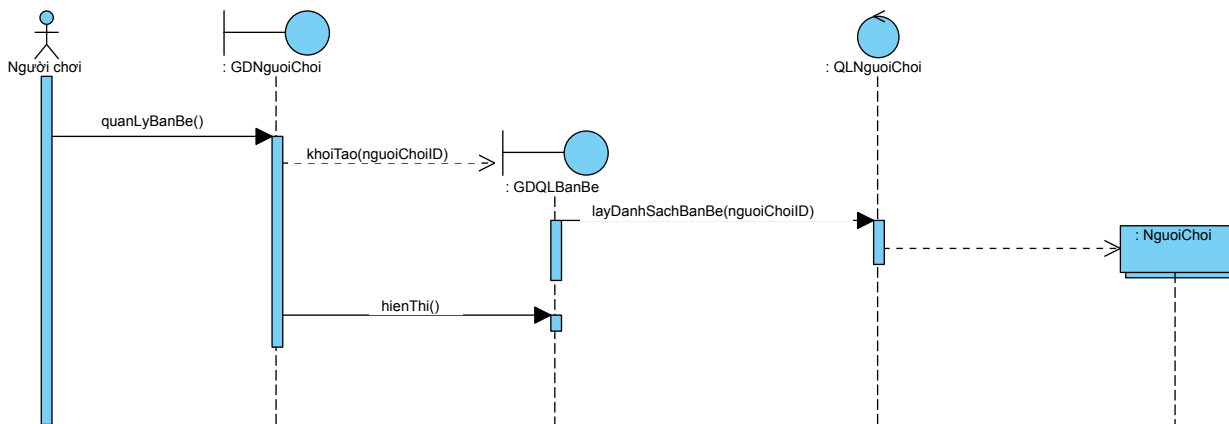 Người chơi
: GDNguoiChoi
: QLNguoiChoi
quanLyBanBe()
khoiTao(nguoiChoiID)
: GDQLBanBe
layDanhSachBanBe(nguoiChoiID)
: NguoiChoi
hienThi()